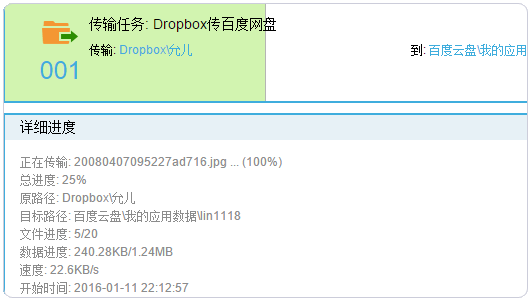 传输任务: Dropbox传百度网盘
传输: Dropbox\允儿 到: 百度云盘\我的应用
001
详细进度
正在传输: 20080407095227ad716.jpg ... (100%)
总进度: 25%
原路径: Dropbox\允儿
目标路径: 百度云盘\我的应用数据\lin1118
文件进度: 5/20
数据进度: 240.28KB/1.24MB
速度: 22.6KB/s
开始时间: 2016-01-11 22:12:57